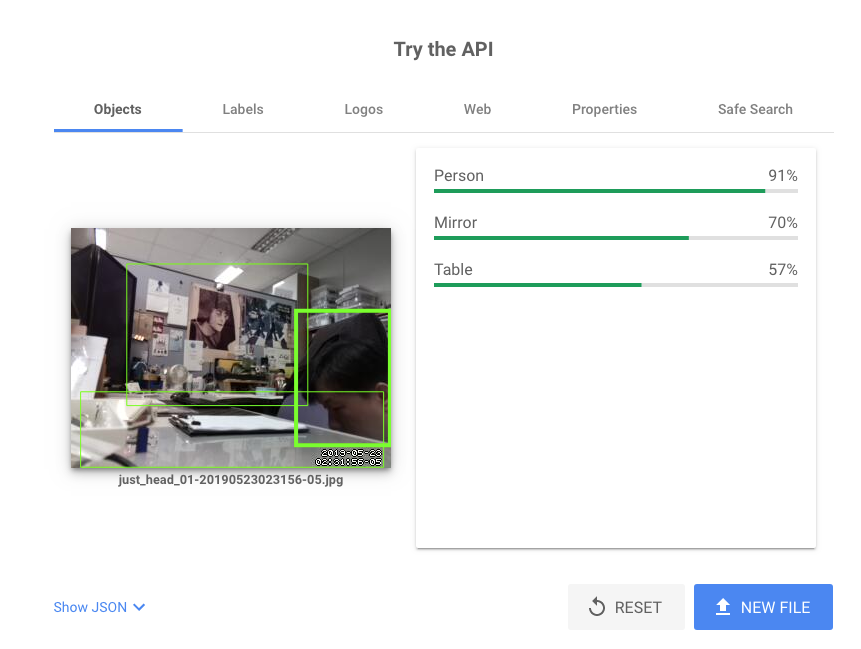 Try the API
Objects Labels Logos Web Properties Safe Search
Person 91%
Mirror 70%
Table 57%
2019-05-23
02:31:56-05
just_head_01-20190523023156-05.jpg
Show JSON
RESET
NEW FILE